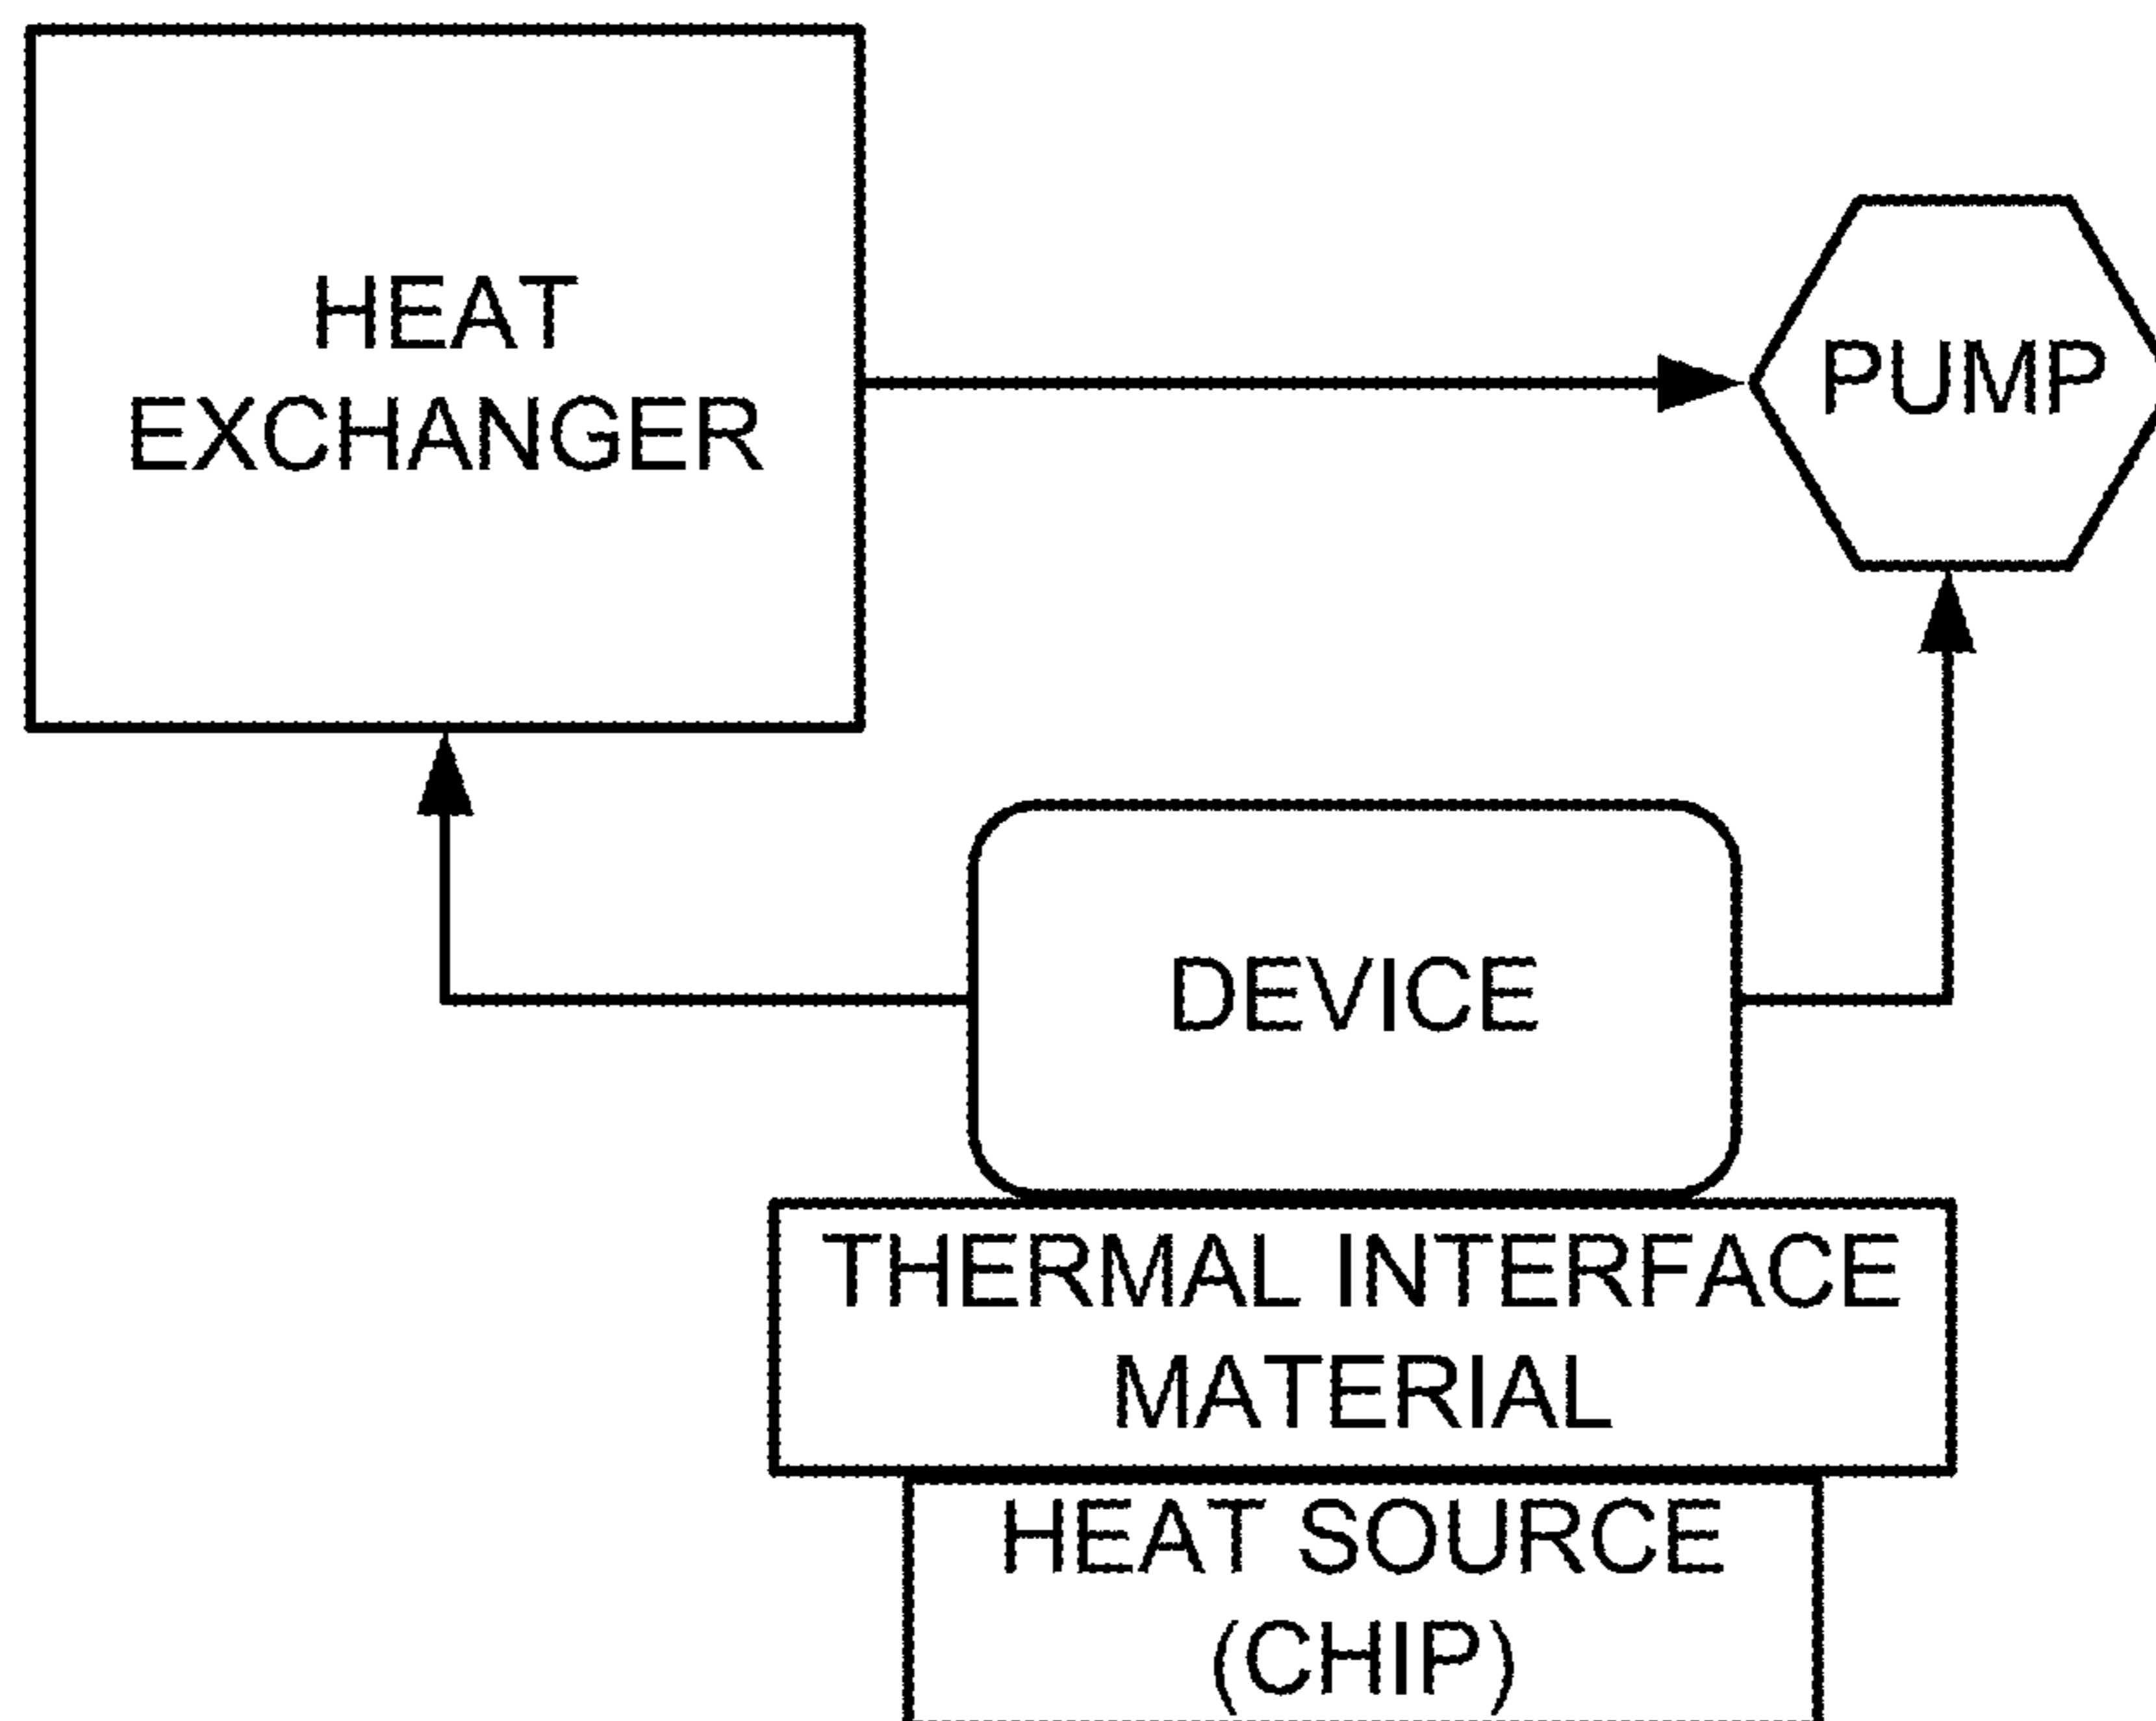 HEAT
EXCHANGER
PUMP
DEVICE
THERMAL INTERFACE
MATERIAL
HEAT SOURCE
(CHIP)